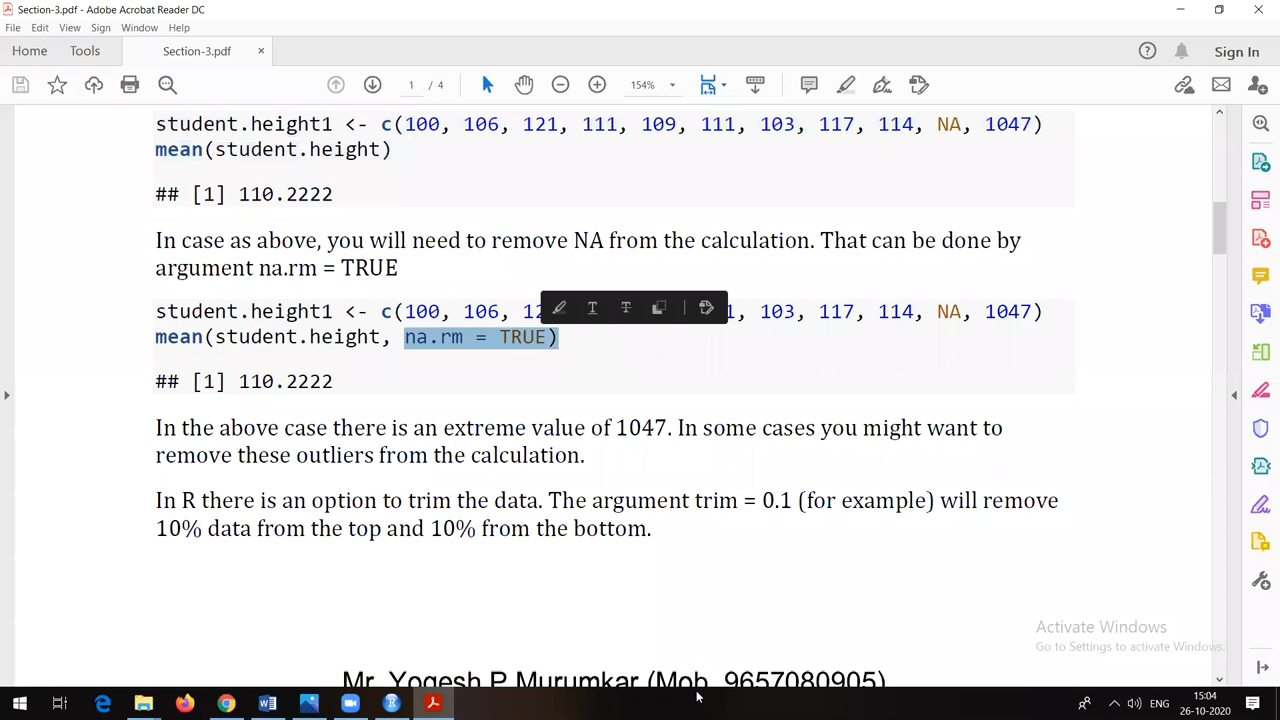 Section-3.pdf - Adobe Acrobat Reader DC
File Edit View Sign Window Help
Home Tools Section-3.pdf × Sign In
1 / 4 154%
student.height1 <- c(100, 106, 121, 111, 109, 111, 103, 117, 114, NA, 1047)
mean(student.height)
## [1] 110.2222
In case as above, you will need to remove NA from the calculation. That can be done by
argument na.rm = TRUE
student.height1 <- c(100, 106, 12 1, 103, 117, 114, NA, 1047)
mean(student.height, na.rm = TRUE)
## [1] 110.2222
In the above case there is an extreme value of 1047. In some cases you might want to
remove these outliers from the calculation.
In R there is an option to trim the data. The argument trim = 0.1 (for example) will remove
10% data from the top and 10% from the bottom.
Activate Windows
Go to Settings to activate Windows.
Mr. Yogesh P Murumkar (Mob. 9657080905)
ENG
15:04
26-10-2020